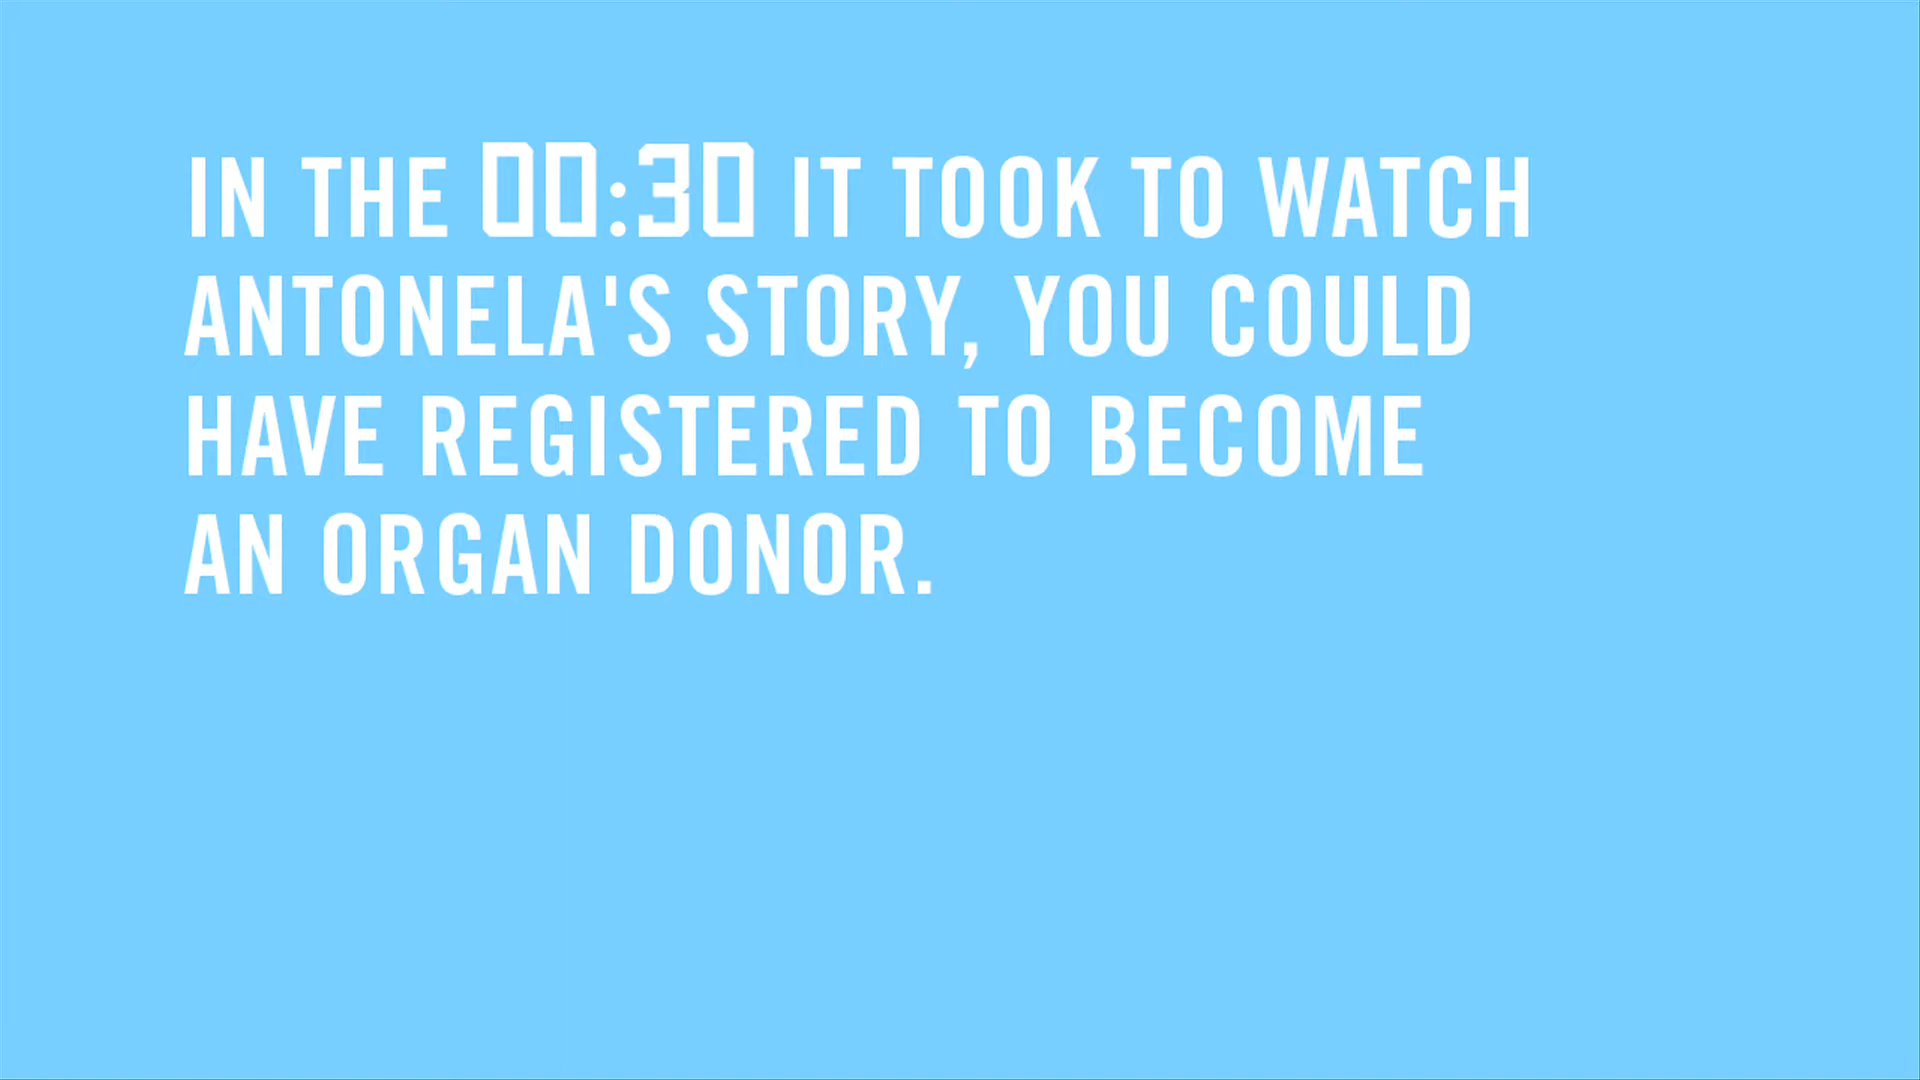 IN THE 00:30 IT TOOK TO WATCH
ANTONELA'S STORY, YOU COULD
HAVE REGISTERED TO BECOME
AN ORGAN DONOR.